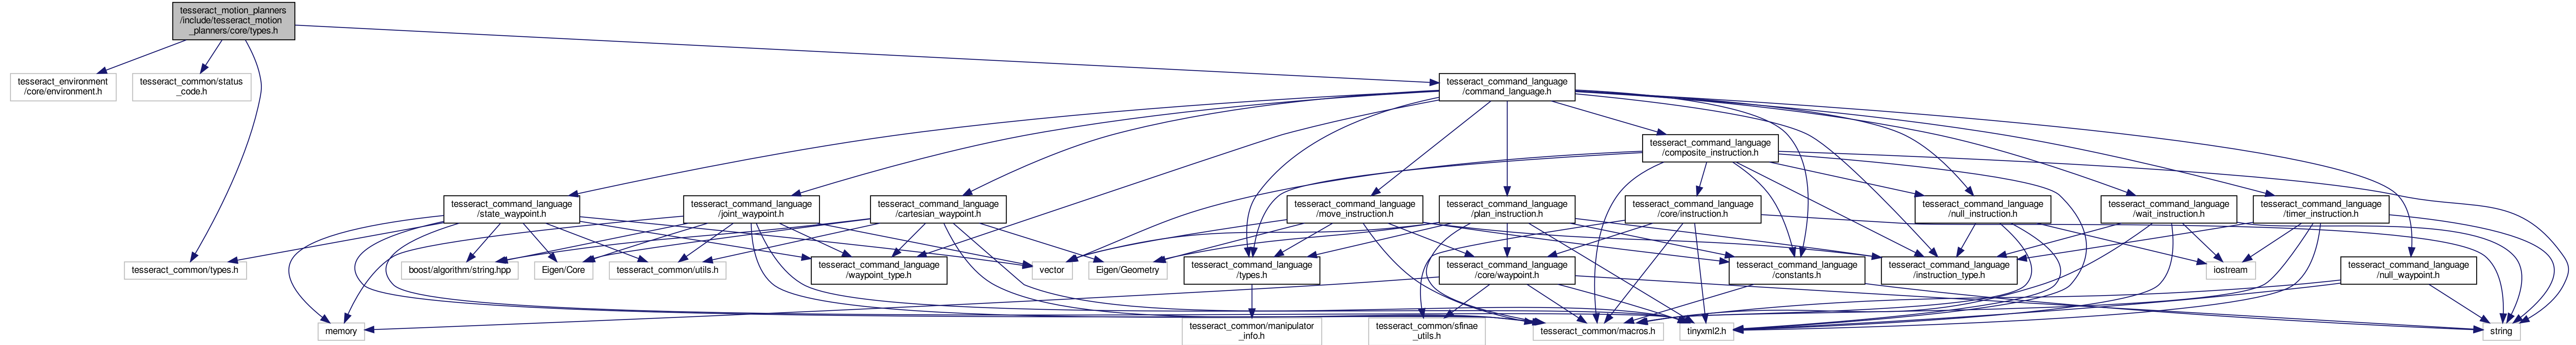 tesseract_motion_planners
/include/tesseract_motion
_planners/core/types.h
tesseract_environment
/core/environment.h
tesseract_common/status
_code.h
tesseract_command_language
/command_language.h
tesseract_command_language
/composite_instruction.h
tesseract_command_language
/state_waypoint.h
tesseract_command_language
/joint_waypoint.h
tesseract_command_language
/cartesian_waypoint.h
tesseract_command_language
/move_instruction.h
tesseract_command_language
/plan_instruction.h
tesseract_command_language
/core/instruction.h
tesseract_command_language
/null_instruction.h
tesseract_command_language
/wait_instruction.h
tesseract_command_language
/timer_instruction.h
tesseract_common/types.h
boost/algorithm/string.hpp
Eigen/Core
tesseract_common/utils.h
tesseract_command_language
/waypoint_type.h
vector
Eigen/Geometry
tesseract_command_language
/types.h
tesseract_command_language
/core/waypoint.h
tesseract_command_language
/constants.h
tesseract_command_language
/instruction_type.h
iostream
tesseract_command_language
/null_waypoint.h
memory
tesseract_common/manipulator
_info.h
tesseract_common/sfinae
_utils.h
tesseract_common/macros.h
tinyxml2.h
string